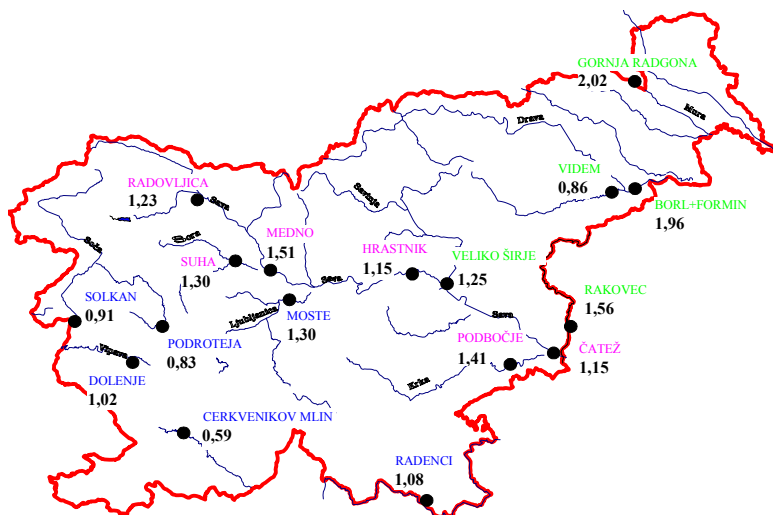 GORNJA RADGONA
2,02
Mura
Drava
VIDEM
0,86
BORL+FORMIN
1,96
RADOVLJICA
1,23
Sava
Savinja
Sora
MEDNO
1,51
HRASTNIK
1,15
VELIKO ŠIRJE
1,25
Soča
SUHA
1,30
Sava
SOLKAN
0,91
Ljubljanica
MOSTE
1,30
Sava
RAKOVEC
1,56
PODROTEJA
0,83
PODBOČJE
1,41
ČATEŽ
1,15
Vipava
DOLENJE
1,02
Krka
CERKVENIKOV MLIN
0,59
RADENCI
1,08